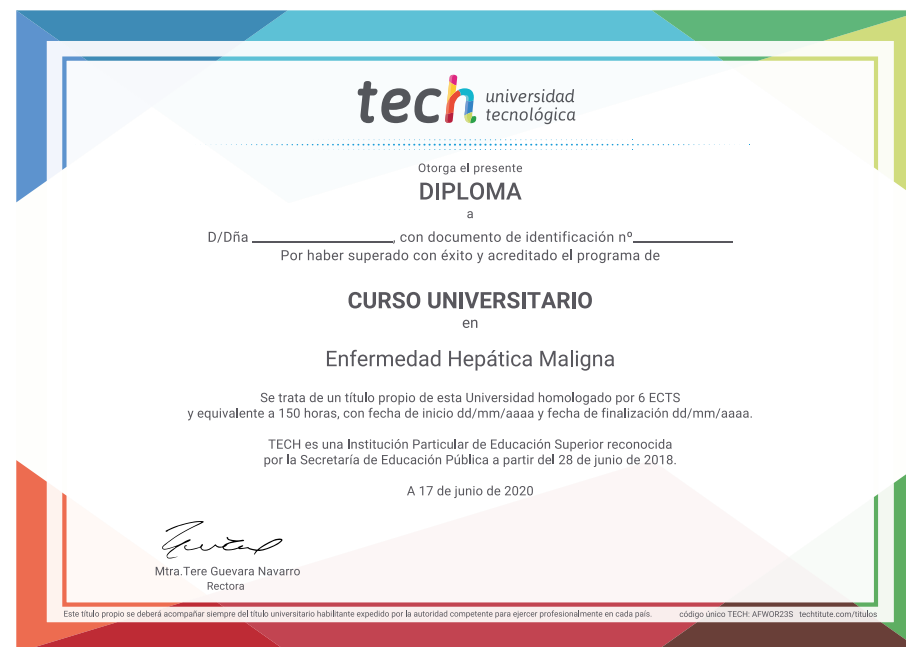 tech universidad
tecnológica
Otorga el presente
DIPLOMA
a
D/Dña ________________, con documento de identificación nº____________
Por haber superado con éxito y acreditado el programa de
CURSO UNIVERSITARIO
en
Enfermedad Hepática Maligna
Se trata de un título propio de esta Universidad homologado por 6 ECTS
y equivalente a 150 horas, con fecha de inicio dd/mm/aaaa y fecha de finalización dd/mm/aaaa.
TECH es una Institución Particular de Educación Superior reconocida
por la Secretaría de Educación Pública a partir del 28 de junio de 2018.
A 17 de junio de 2020
Mtra.Tere Guevara Navarro
Rectora
Este título propio se deberá acompañar siempre del título universitario habilitante expedido por la autoridad competente para ejercer profesionalmente en cada país. código único TECH: AFWOR23S techtitute.com/títulos